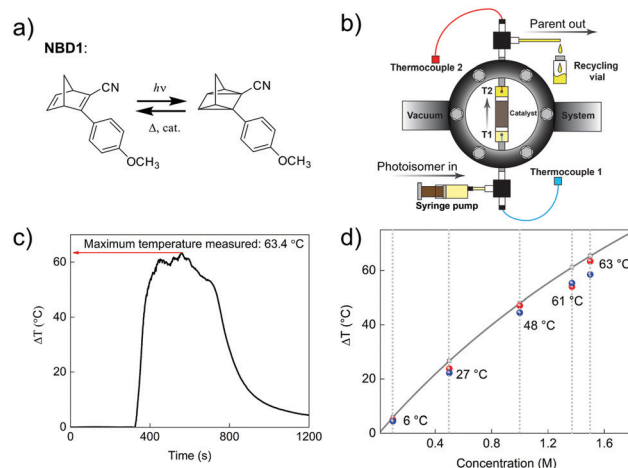 a)
NBD1:
CN
hν
Δ, cat.
CN
OCH₃
OCH₃
b)
Parent out
Thermocouple 2
Recycling
vial
T2
Catalyst
T1
Vacuum
System
Photoisomer in
Thermocouple 1
Syringe pump
c)
Maximum temperature measured: 63.4 °C
60
40
20
0
ΔT (°C)
0
400
800
1200
Time (s)
d)
60
40
20
0
ΔT (°C)
63 °C
61 °C
48 °C
27 °C
6 °C
0.6
1.2
1.8
Concentration (M)